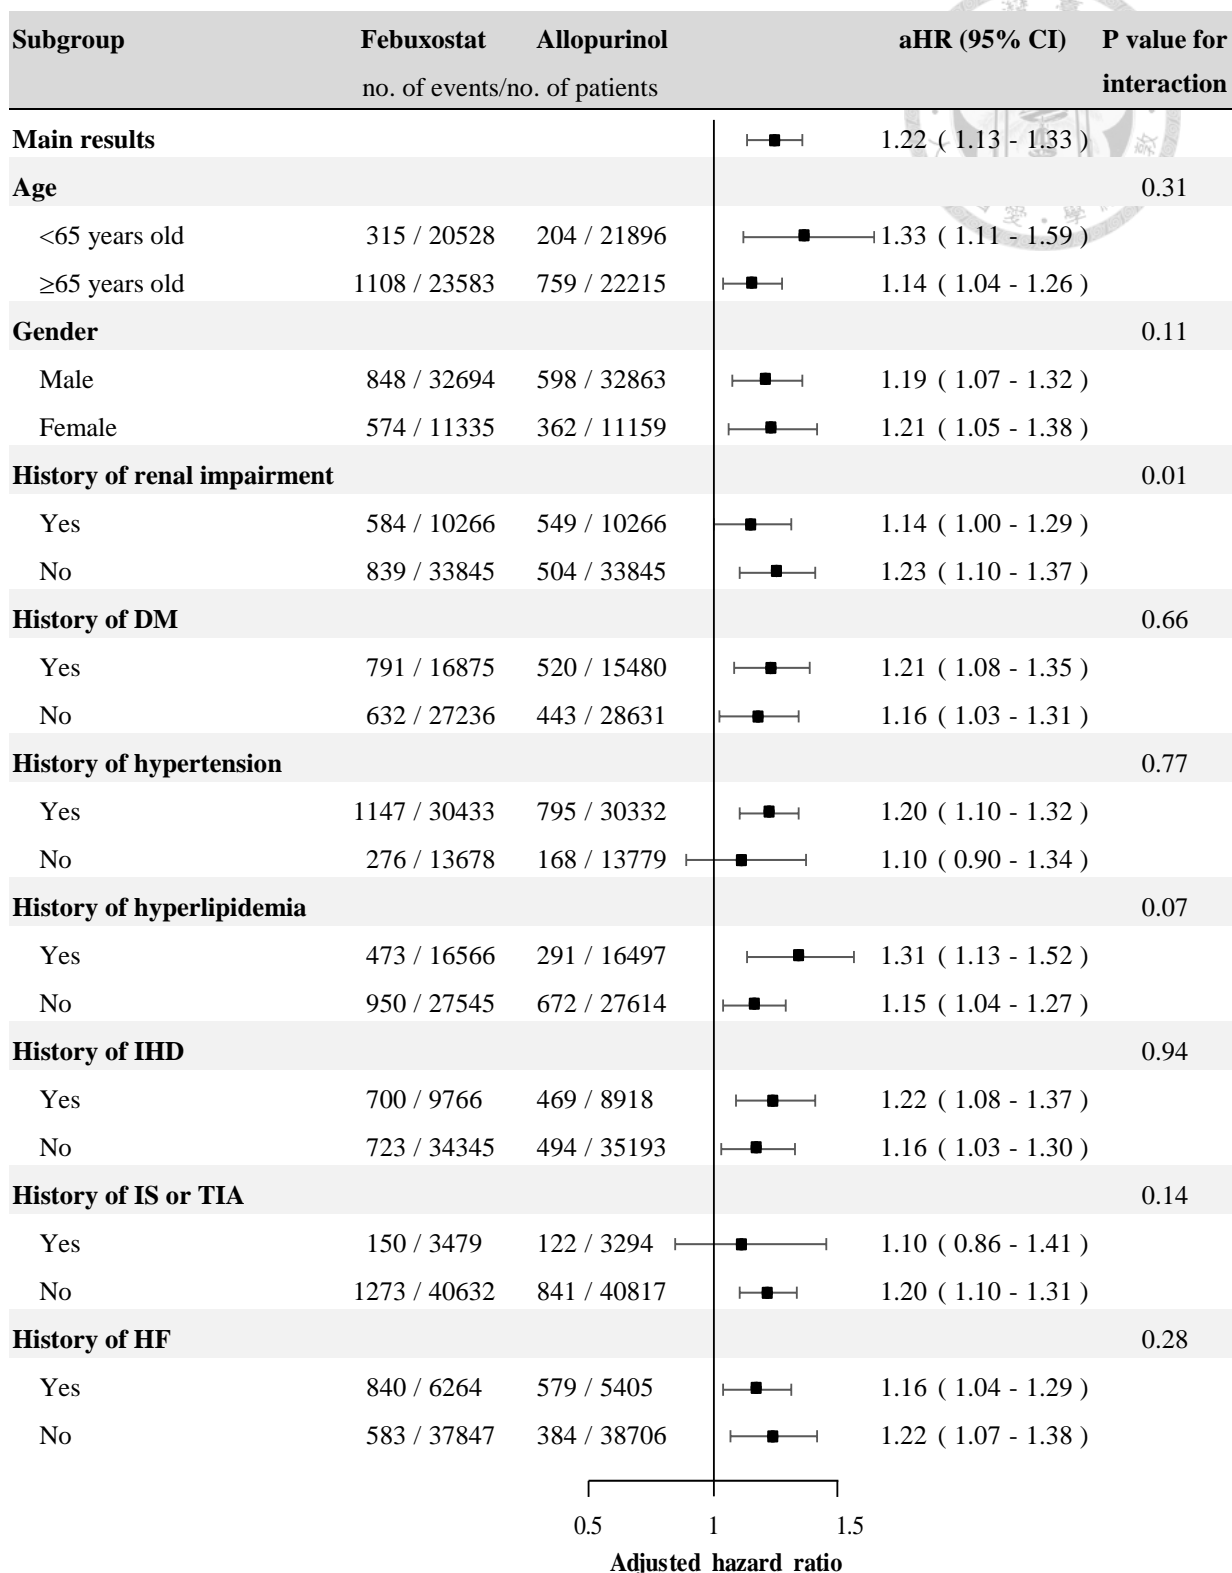 Subgroup Febuxostat Allopurinol aHR (95% CI) P value for
no. of events/no. of patients interaction
Main results 1.22 ( 1.13 - 1.33 )
Age 0.31
<65 years old 315 / 20528 204 / 21896 1.33 ( 1.11 - 1.59 )
≥65 years old 1108 / 23583 759 / 22215 1.14 ( 1.04 - 1.26 )
Gender 0.11
Male 848 / 32694 598 / 32863 1.19 ( 1.07 - 1.32 )
Female 574 / 11335 362 / 11159 1.21 ( 1.05 - 1.38 )
History of renal impairment 0.01
Yes 584 / 10266 549 / 10266 1.14 ( 1.00 - 1.29 )
No 839 / 33845 504 / 33845 1.23 ( 1.10 - 1.37 )
History of DM 0.66
Yes 791 / 16875 520 / 15480 1.21 ( 1.08 - 1.35 )
No 632 / 27236 443 / 28631 1.16 ( 1.03 - 1.31 )
History of hypertension 0.77
Yes 1147 / 30433 795 / 30332 1.20 ( 1.10 - 1.32 )
No 276 / 13678 168 / 13779 1.10 ( 0.90 - 1.34 )
History of hyperlipidemia 0.07
Yes 473 / 16566 291 / 16497 1.31 ( 1.13 - 1.52 )
No 950 / 27545 672 / 27614 1.15 ( 1.04 - 1.27 )
History of IHD 0.94
Yes 700 / 9766 469 / 8918 1.22 ( 1.08 - 1.37 )
No 723 / 34345 494 / 35193 1.16 ( 1.03 - 1.30 )
History of IS or TIA 0.14
Yes 150 / 3479 122 / 3294 1.10 ( 0.86 - 1.41 )
No 1273 / 40632 841 / 40817 1.20 ( 1.10 - 1.31 )
History of HF 0.28
Yes 840 / 6264 579 / 5405 1.16 ( 1.04 - 1.29 )
No 583 / 37847 384 / 38706 1.22 ( 1.07 - 1.38 )
0.5 1 1.5
Adjusted hazard ratio